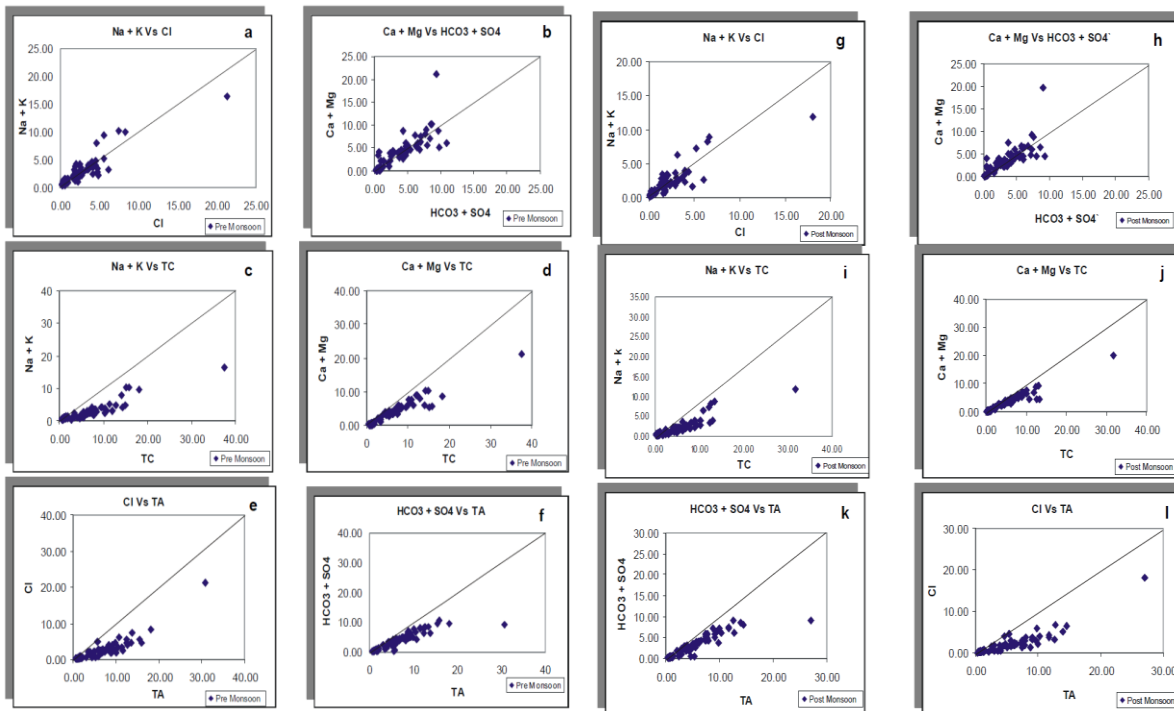 Na + K Vs Cl a
Na + K
25.00
20.00
15.00
10.00
5.00
0.00
0.00 5.00 10.00 15.00 20.00 25.00
Cl
Pre Monsoon
Ca + Mg Vs HCO3 + SO4 b
Ca + Mg
25.00
20.00
15.00
10.00
5.00
0.00
0.00 5.00 10.00 15.00 20.00 25.00
HCO3 + SO4
Pre Monsoon
Na + K Vs Cl g
Na + K
20.00
15.00
10.00
5.00
0.00
0.00 5.00 10.00 15.00 20.00
Cl
Post Monsoon
Ca + Mg Vs HCO3 + SO4- h
Ca + Mg
25.00
20.00
15.00
10.00
5.00
0.00
0.00 5.00 10.00 15.00 20.00 25.00
HCO3 + SO4-
Post Monsoon
Na + K Vs TC c
Na + K
40
30
20
10
0
0.00 10.00 20.00 30.00 40.00
TC
Pre Monsoon
Ca + Mg Vs TC d
Ca + Mg
40.00
30.00
20.00
10.00
0.00
0 10 20 30 40
TC
Pre Monsoon
Na + K Vs TC i
Na + k
35.00
30.00
25.00
20.00
15.00
10.00
5.00
0.00
0.00 10.00 20.00 30.00 40.00
TC
Post Monsoon
Ca + Mg Vs TC j
Ca + Mg
40.00
30.00
20.00
10.00
0.00
0.00 10.00 20.00 30.00 40.00
TC
Post Monsoon
Cl Vs TA e
Cl
40.00
30.00
20.00
10.00
0.00
0.00 10.00 20.00 30.00 40.00
TA
Pre Monsoon
HCO3 + SO4 Vs TA f
HCO3 + SO4
40.00
30.00
20.00
10.00
0.00
0 10 20 30 40
TA
Pre Monsoon
HCO3 + SO4 Vs TA k
HCO3 + SO4
30.00
25.00
20.00
15.00
10.00
5.00
0.00
0.00 10.00 20.00 30.00
TA
Post Monsoon
Cl Vs TA l
Cl
30.00
20.00
10.00
0.00
0.00 10.00 20.00 30.00
TA
Post Monsoon